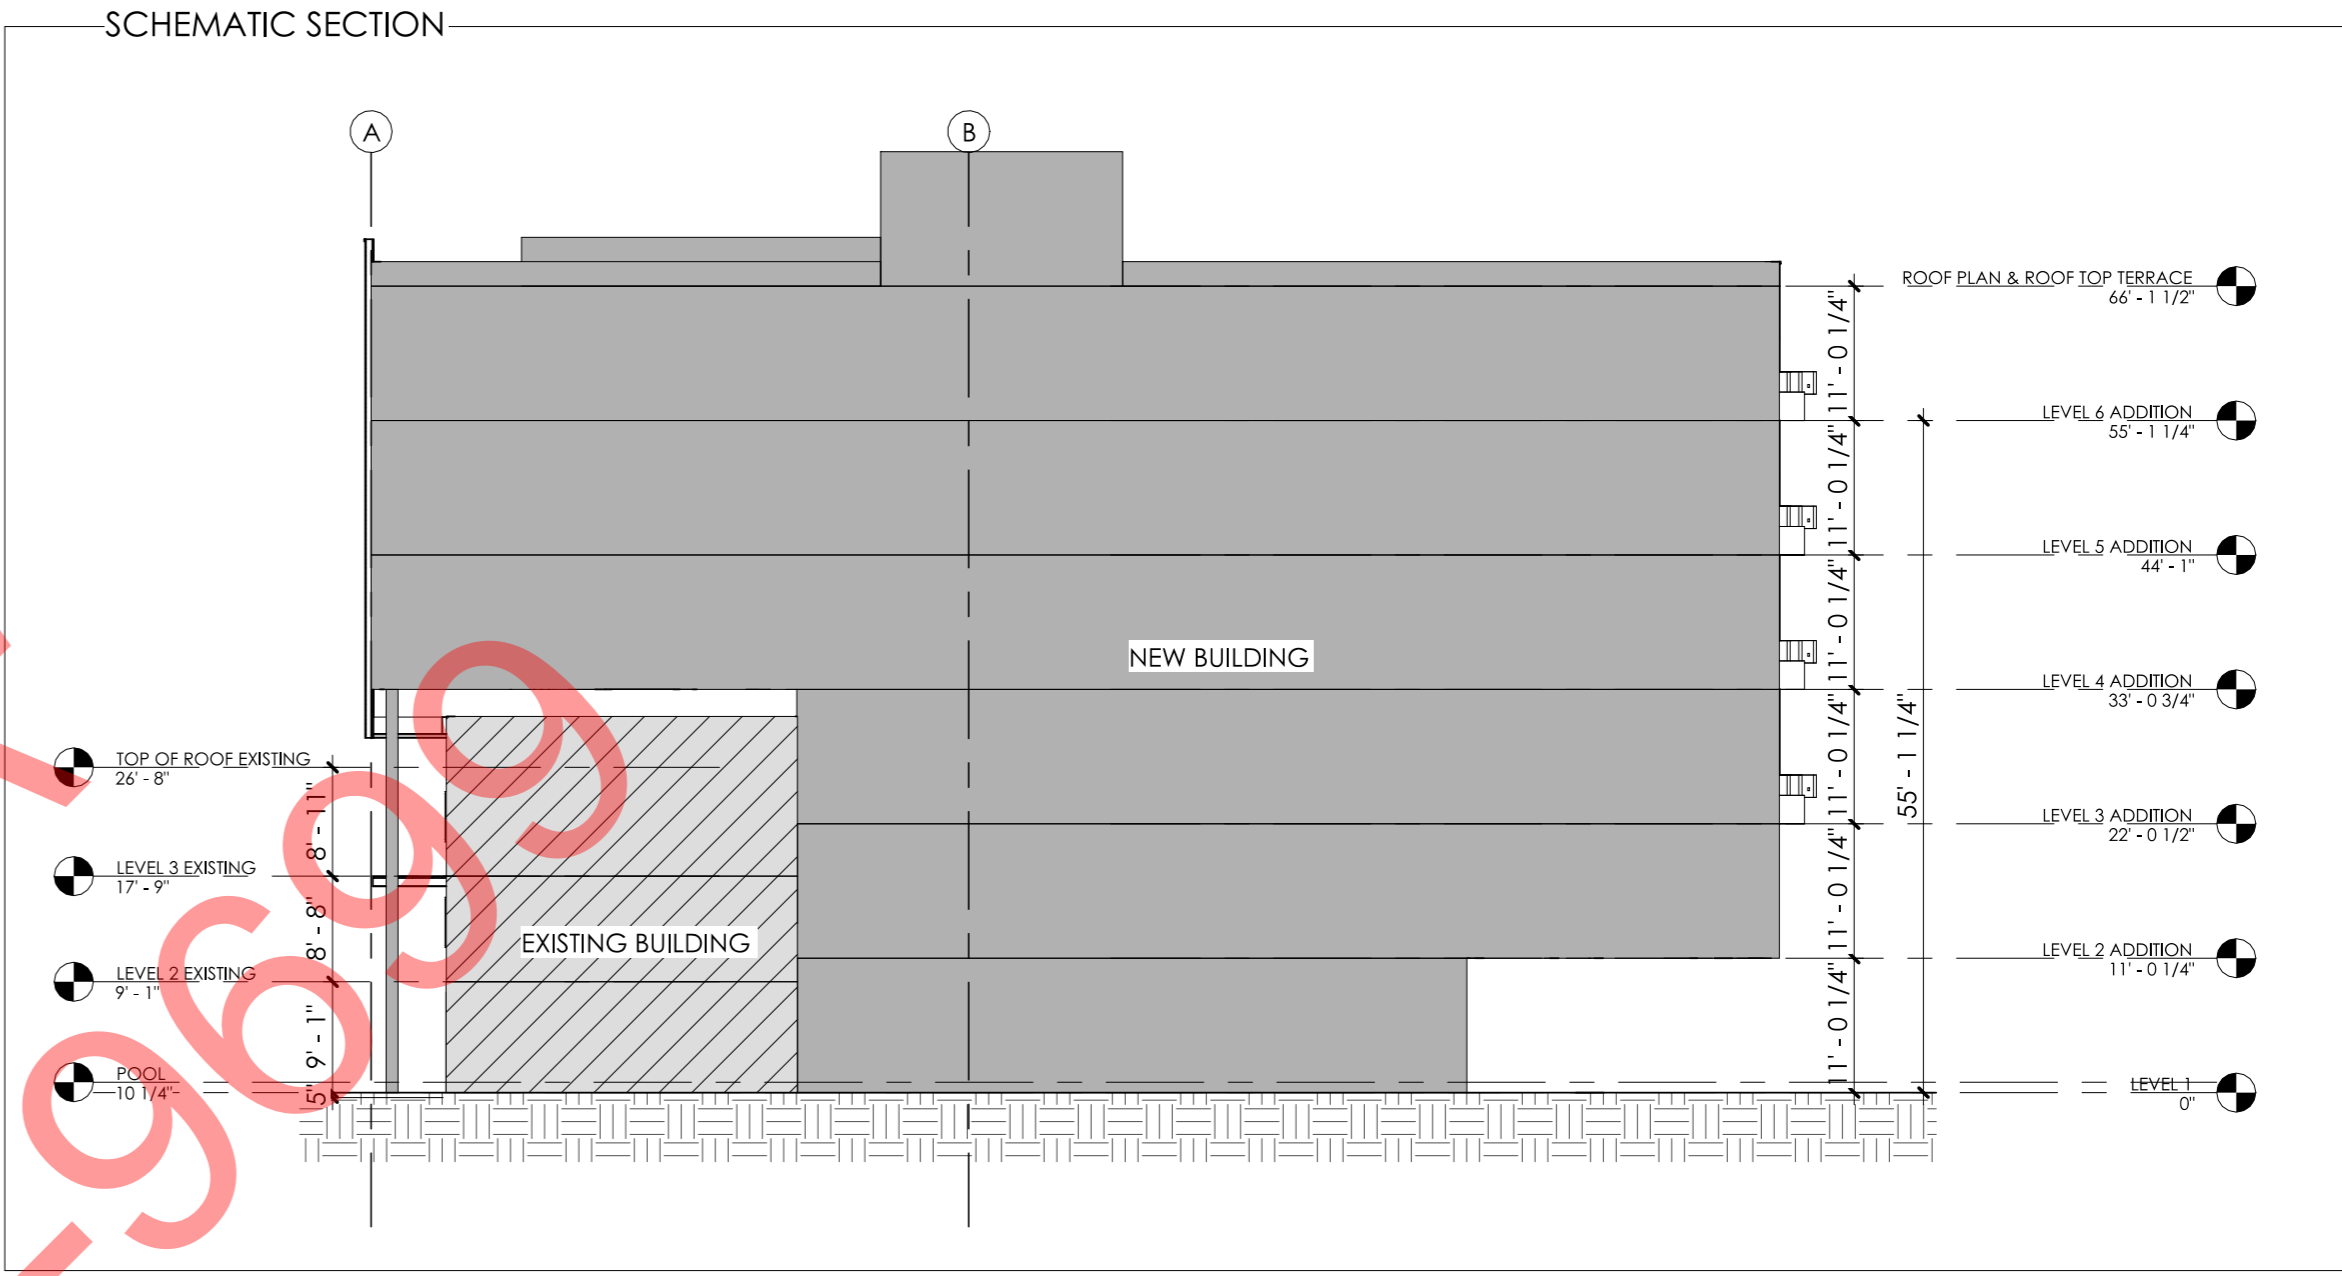 SCHEMATIC SECTION
A
B
ROOF PLAN & ROOF TOP TERRACE
66' - 1 1/2"
11' - 0 1/4"
LEVEL 6 ADDITION
55' - 1 1/4"
11' - 0 1/4"
LEVEL 5 ADDITION
44' - 1"
11' - 0 1/4"
NEW BUILDING
LEVEL 4 ADDITION
33' - 0 3/4"
11' - 0 1/4"
55' - 1 1/4"
TOP OF ROOF EXISTING
26' - 8"
8' - 11"
LEVEL 3 ADDITION
22' - 0 1/2"
11' - 0 1/4"
LEVEL 3 EXISTING
17' - 9"
8' - 8"
EXISTING BUILDING
LEVEL 2 ADDITION
11' - 0 1/4"
11' - 0 1/4"
LEVEL 2 EXISTING
9' - 1"
9' - 1"
POOL
10 1/4"
5"
LEVEL 1
0"
-9699